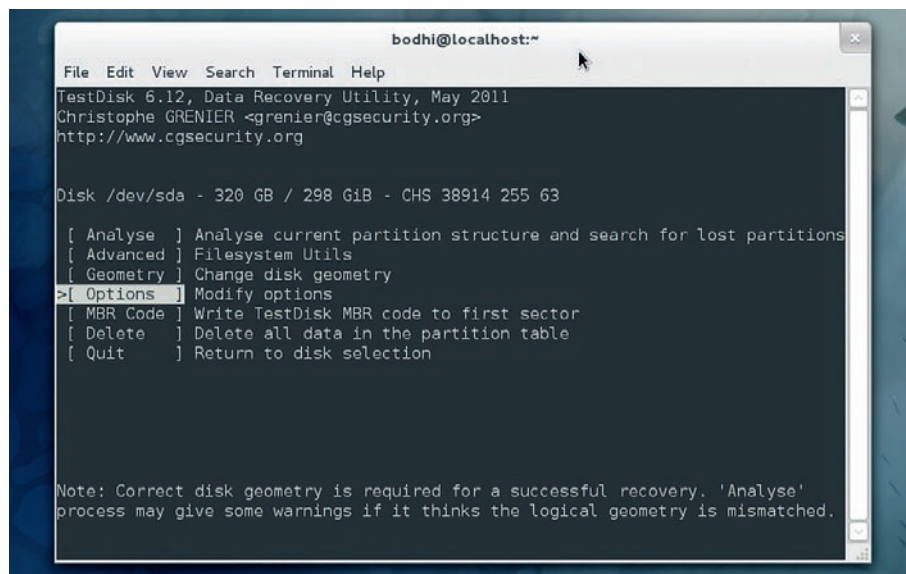 bodhi@localhost:~
File Edit View Search Terminal Help
TestDisk 6.12, Data Recovery Utility, May 2011
Christophe GRENIER <grenier@cgsecurity.org>
http://www.cgsecurity.org
Disk /dev/sda - 320 GB / 298 GiB - CHS 38914 255 63
[ Analyse ] Analyse current partition structure and search for lost partitions
[ Advanced ] Filesystem Utils
[ Geometry ] Change disk geometry
>[ Options ] Modify options
[ MBR Code ] Write TestDisk MBR code to first sector
[ Delete ] Delete all data in the partition table
[ Quit ] Return to disk selection
Note: Correct disk geometry is required for a successful recovery. 'Analyse'
process may give some warnings if it thinks the logical geometry is mismatched.